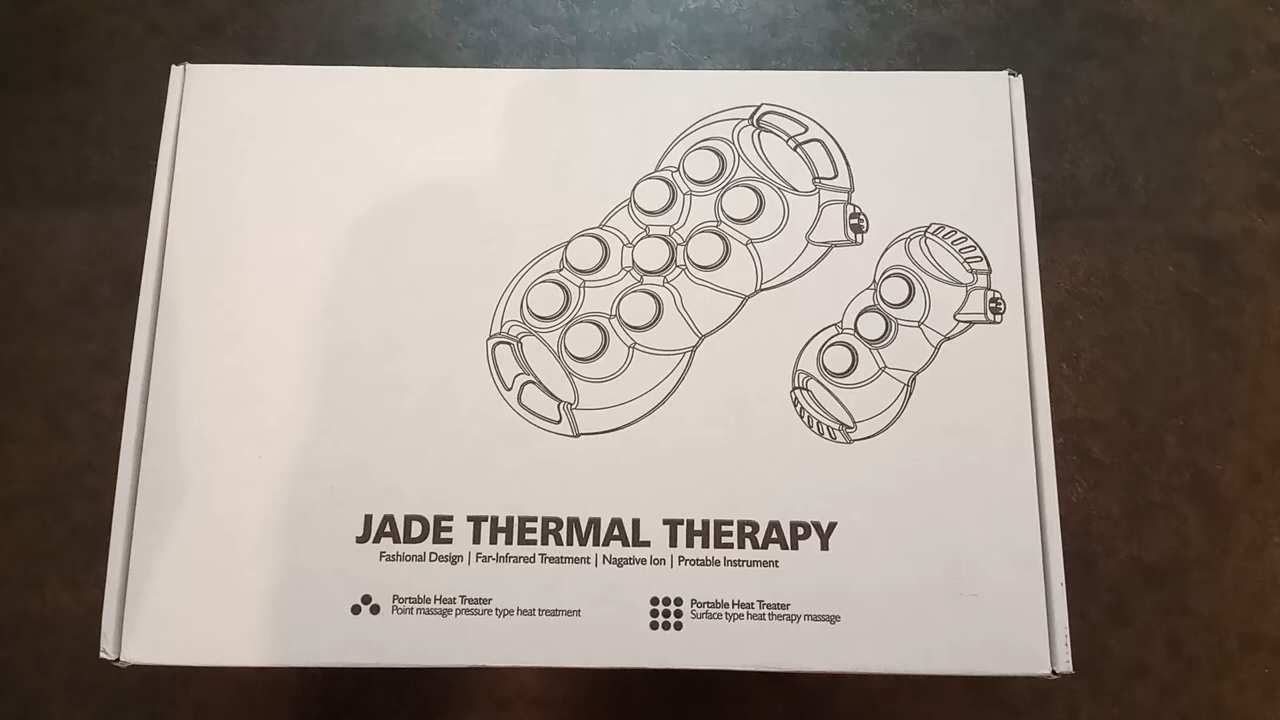 JADE THERMAL THERAPY
Fashional Design | Far-Infrared Treatment | Nagative Ion | Protable Instrument
Portable Heat Treater
Point massage pressure type heat treatment
Portable Heat Treater
Surface type heat therapy massage